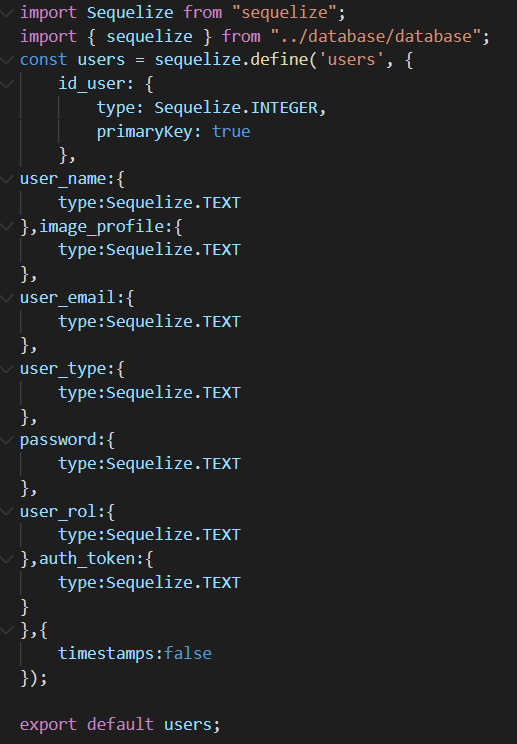 import Sequelize from "sequelize";
import { sequelize } from "../database/database";
const users = sequelize.define('users', {
    id_user: {
        type: Sequelize.INTEGER,
        primaryKey: true
    },
user_name:{
    type:Sequelize.TEXT
},image_profile:{
    type:Sequelize.TEXT
},
user_email:{
    type:Sequelize.TEXT
},
user_type:{
    type:Sequelize.TEXT
},
password:{
    type:Sequelize.TEXT
},
user_rol:{
    type:Sequelize.TEXT
},auth_token:{
    type:Sequelize.TEXT
}
},{
    timestamps:false
});

export default users;